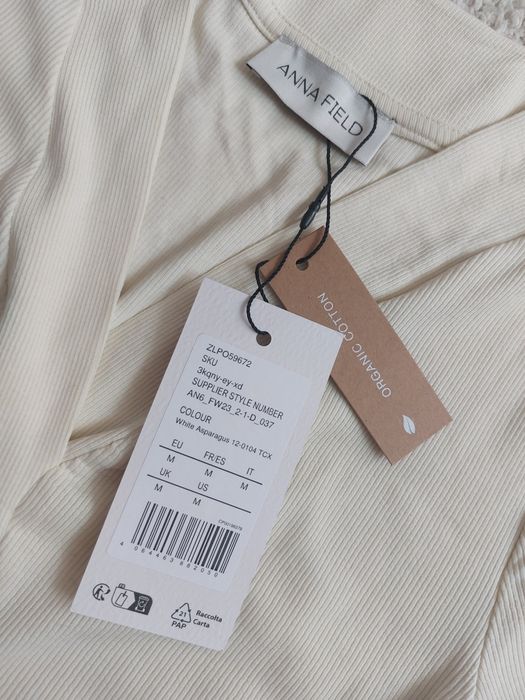 ANNA FIELD
ORGANIC COTTON
ZLPO59672
SKU
3kqny-ey-xd
SUPPLIER STYLE NUMBER
AN6_FW23_2-1-D_037
COLOUR
White Asparagus 12-0104 TCX
EU FR/ES IT
M M M
UK US
M M
21
PAP
Raccolta
Carta